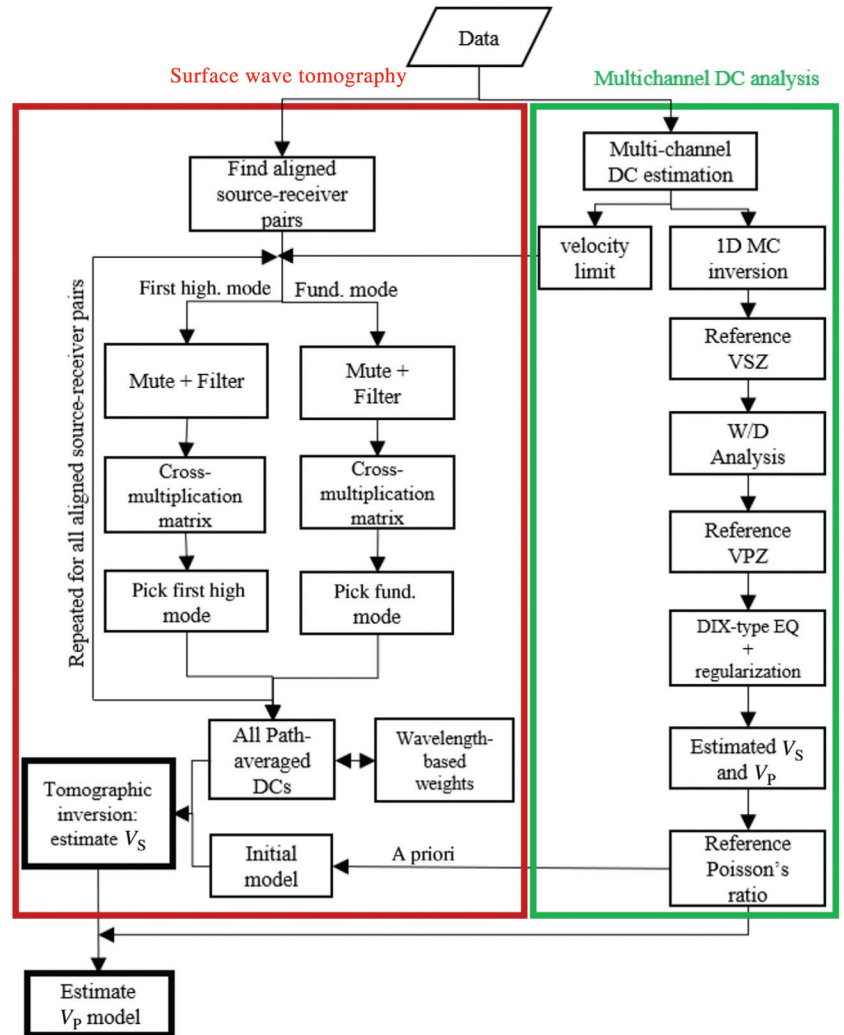 Data
Surface wave tomography
Multichannel DC analysis
Find aligned
source-receiver
pairs
Multi-channel
DC estimation
velocity
limit
1D MC
inversion
First high. mode
Fund. mode
Repeated for all aligned source-receiver pairs
Mute + Filter
Mute +
Filter
Reference
VSZ
Cross-
multiplication
matrix
Cross-
multiplication
matrix
W/D
Analysis
Pick first high
mode
Pick fund.
mode
Reference
VPZ
DIX-type EQ
+
regularization
All Path-
averaged
DCs
Wavelength-
based
weights
Estimated VS
and VP
Tomographic
inversion:
estimate VS
Initial
model
A priori
Reference
Poisson's
ratio
Estimate
VP model